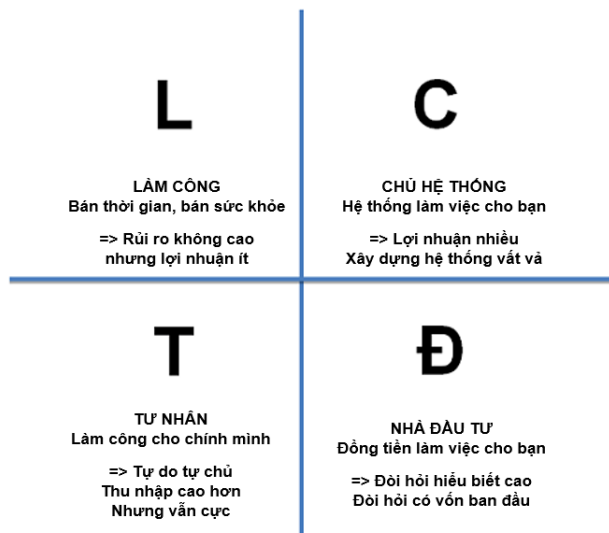 L
LÀM CÔNG
Bán thời gian, bán sức khỏe
=> Rủi ro không cao
nhưng lợi nhuận ít
C
CHỦ HỆ THỐNG
Hệ thống làm việc cho bạn
=> Lợi nhuận nhiều
Xây dựng hệ thống vất vả
T
TƯ NHÂN
Làm công cho chính mình
=> Tự do tự chủ
Thu nhập cao hơn
Nhưng vẫn cực
Đ
NHÀ ĐẦU TƯ
Đồng tiền làm việc cho bạn
=> Đòi hỏi hiểu biết cao
Đòi hỏi có vốn ban đầu